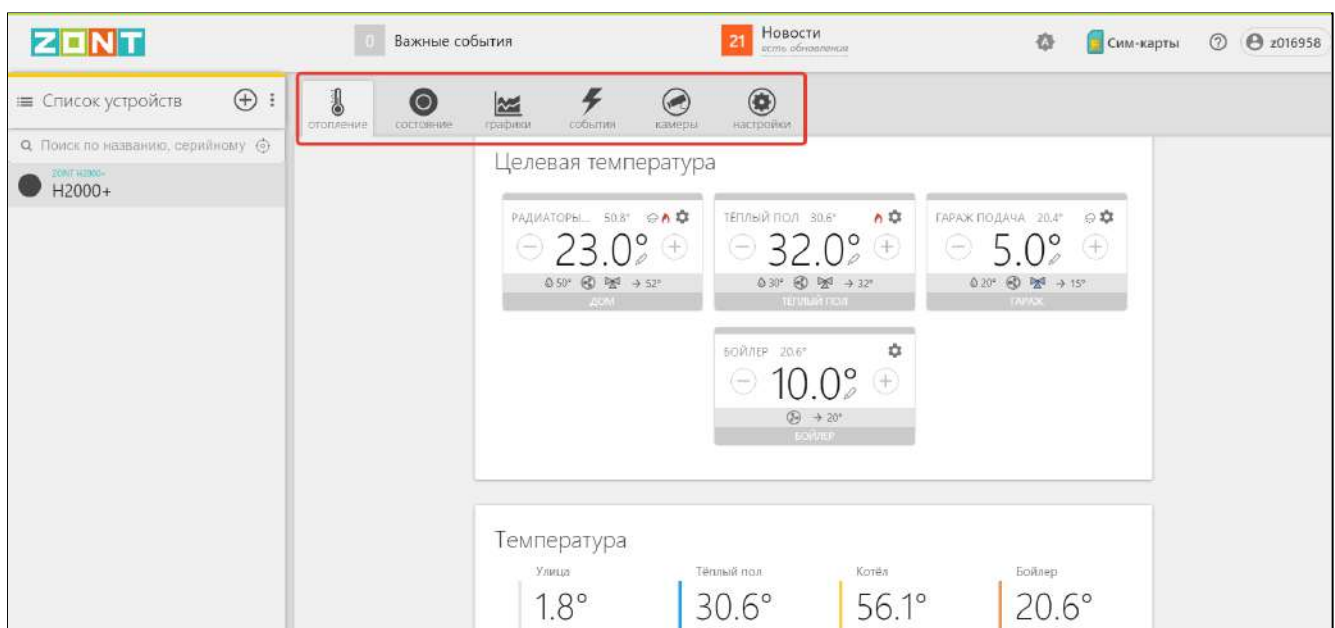 ZONT
0 Важные события
21 Новости
есть обновления
Сим-карты
z016958
Список устройств
отопление состояние графики события камеры настройки
Поиск по названию, серийному
ZONT H2000+
H2000+
Целевая температура
РАДИАТОРЫ... 50.8°
23.0°
50° → 52°
ДОМ
ТЁПЛЫЙ ПОЛ 30.6°
32.0°
30° → 32°
ТЁПЛЫЙ ПОЛ
ГАРАЖ ПОДАЧА 20.4°
5.0°
20° → 15°
ГАРАЖ
БОЙЛЕР 20.6°
10.0°
→ 20°
БОЙЛЕР
Температура
Улица Тёплый пол Котёл Бойлер
1.8° 30.6° 56.1° 20.6°